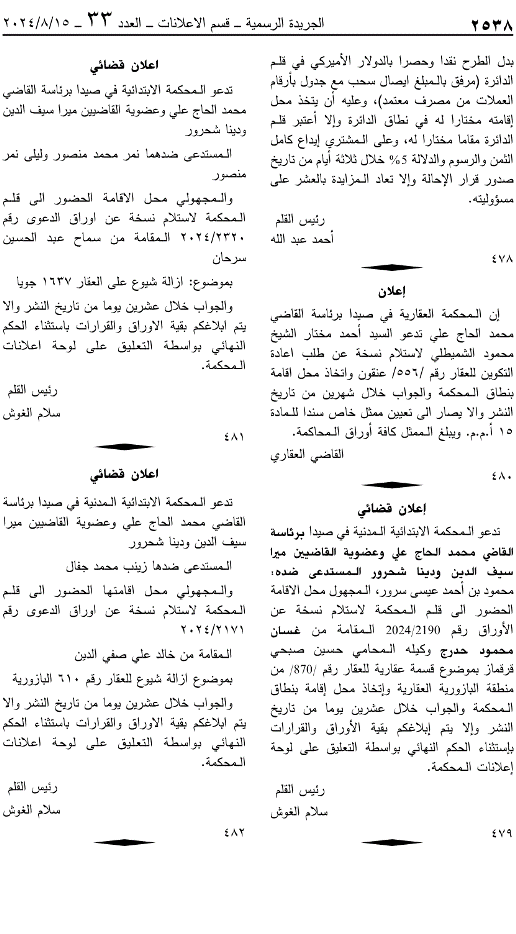 ٢٥٣٨
الجريدة الرسمية ــ قسم الاعلانات ــ العدد ٣٣ ــ ٢٠٢٤/٨/١٥
بدل الطرح نقدا وحصرا بالدولار الأميركي في قلم
الدائرة (مرفق بالمبلغ ايصال سحب مع جدول بأرقام
العملات من مصرف معتمد)، وعليه أن يتخذ محل
إقامته مختارا له في نطاق الدائرة وإلا أعتبر قلم
الدائرة مقاما مختارا له، وعلى المشتري إيداع كامل
الثمن والرسوم والدلالة 5% خلال ثلاثة أيام من تاريخ
صدور قرار الإحالة وإلا تعاد المزايدة بالعشر على
مسؤوليته.
رئيس القلم
أحمد عبد الله
٤٧٨
إعلان
إن المحكمة العقارية في صيدا برئاسة القاضي
محمد الحاج علي تدعو السيد أحمد مختار الشيخ
محمود الشميطلي لاستلام نسخة عن طلب اعادة
التكوين للعقار رقم /٥٥٦/ عنقون واتخاذ محل اقامة
بنطاق المحكمة والجواب خلال شهرين من تاريخ
النشر والا يصار الى تعيين ممثل خاص سندا للمادة
١٥ أ.م.م. ويبلغ الممثل كافة أوراق المحاكمة.
القاضي العقاري
٤٨٠
إعلان قضائي
تدعو المحكمة الابتدائية المدنية في صيدا برئاسة
القاضي محمد الحاج علي وعضوية القاضيين ميرا
سيف الدين ودينا شحرور المستدعى ضده:
محمود بن أحمد عيسى سرور، المجهول محل الاقامة
الحضور الى قلم المحكمة لاستلام نسخة عن
الأوراق رقم 2024/2190 المقامة من غسان
محمود حدرج وكيله المحامي حسين صبحي
قرقماز بموضوع قسمة عقارية للعقار رقم /870/ من
منطقة البازورية العقارية وإتخاذ محل إقامة بنطاق
المحكمة والجواب خلال عشرين يوما من تاريخ
النشر وإلا يتم إبلاغكم بقية الأوراق والقرارات
بإستثناء الحكم النهائي بواسطة التعليق على لوحة
إعلانات المحكمة.
رئيس القلم
سلام الغوش
٤٧٩
اعلان قضائي
تدعو المحكمة الابتدائية في صيدا برئاسة القاضي
محمد الحاج علي وعضوية القاضيين ميرا سيف الدين
ودينا شحرور
المستدعى ضدهما نمر محمد منصور وليلى نمر
منصور
والمجهولي محل الاقامة الحضور الى قلم
المحكمة لاستلام نسخة عن اوراق الدعوى رقم
٢٠٢٤/٢٣٢٠ المقامة من سماح عبد الحسين
سرحان
بموضوع: ازالة شيوع على العقار ١٦٣٧ جويا
والجواب خلال عشرين يوما من تاريخ النشر والا
يتم ابلاغكم بقية الاوراق والقرارات باستثناء الحكم
النهائي بواسطة التعليق على لوحة اعلانات
المحكمة.
رئيس القلم
سلام الغوش
٤٨١
اعلان قضائي
تدعو المحكمة الابتدائية المدنية في صيدا برئاسة
القاضي محمد الحاج علي وعضوية القاضيين ميرا
سيف الدين ودينا شحرور
المستدعى ضدها زينب محمد جفال
والمجهولي محل اقامتها الحضور الى قلم
المحكمة لاستلام نسخة عن اوراق الدعوى رقم
٢٠٢٤/٢١٧١
المقامة من خالد علي صفي الدين
بموضوع ازالة شيوع للعقار رقم ٦١٠ البازورية
والجواب خلال عشرين يوما من تاريخ النشر والا
يتم ابلاغكم بقية الاوراق والقرارات باستثناء الحكم
النهائي بواسطة التعليق على لوحة اعلانات
المحكمة.
رئيس القلم
سلام الغوش
٤٨٢